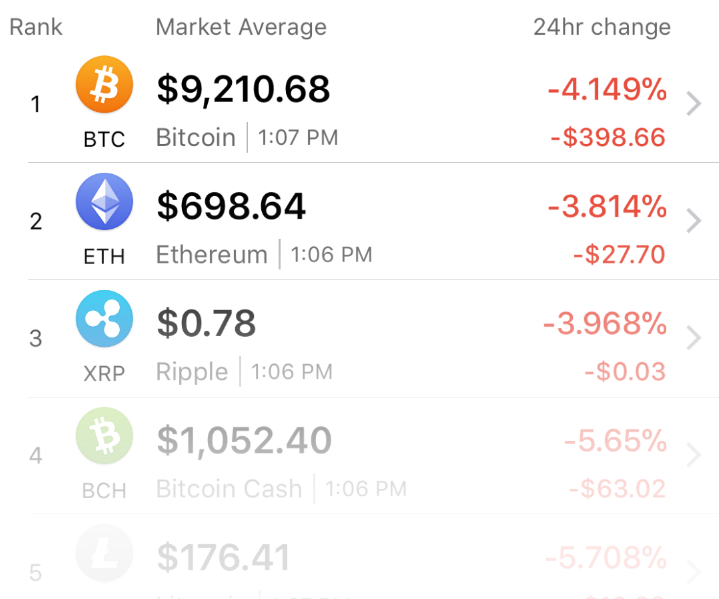 Rank Market Average 24hr change
1 $9,210.68 -4.149%
BTC Bitcoin | 1:07 PM -$398.66
2 $698.64 -3.814%
ETH Ethereum | 1:06 PM -$27.70
3 $0.78 -3.968%
XRP Ripple | 1:06 PM -$0.03
4 $1,052.40 -5.65%
BCH Bitcoin Cash | 1:06 PM -$63.02
5 $176.41 -5.708%